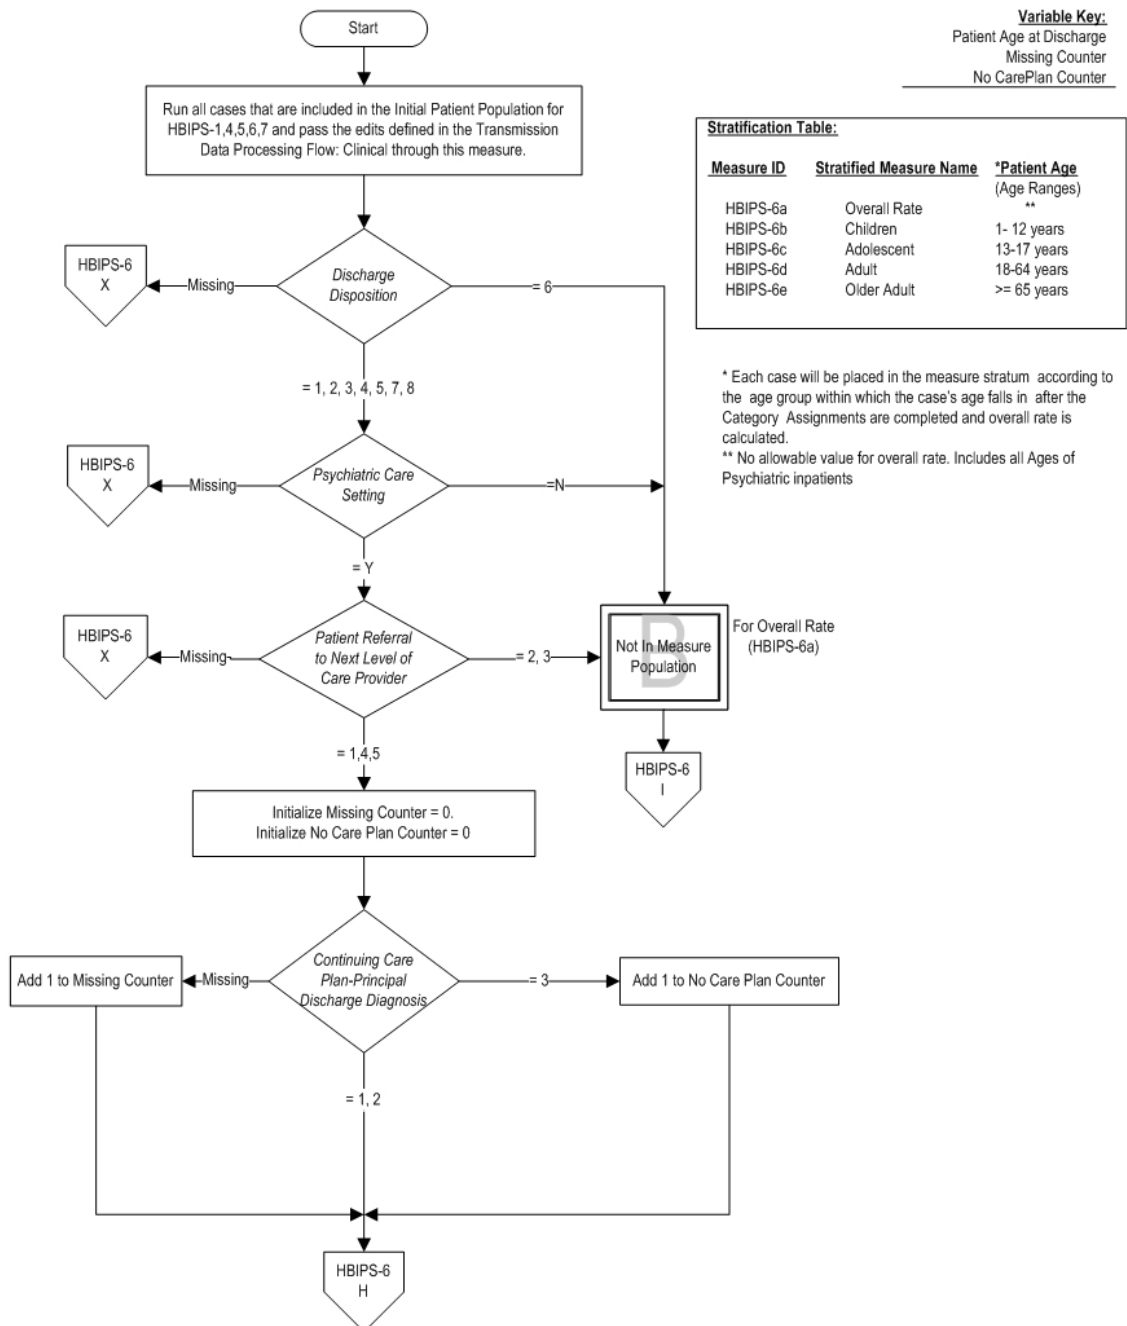 Start
Variable Key:
Patient Age at Discharge
Missing Counter
No CarePlan Counter
Run all cases that are included in the Initial Patient Population for
HBIPS-1,4,5,6,7 and pass the edits defined in the Transmission
Data Processing Flow: Clinical through this measure.
Stratification Table:
Measure ID Stratified Measure Name *Patient Age
(Age Ranges)
HBIPS-6a Overall Rate **
HBIPS-6b Children 1- 12 years
HBIPS-6c Adolescent 13-17 years
HBIPS-6d Adult 18-64 years
HBIPS-6e Older Adult >= 65 years
* Each case will be placed in the measure stratum according to
the age group within which the case's age falls in after the
Category Assignments are completed and overall rate is
calculated.
** No allowable value for overall rate. Includes all Ages of
Psychiatric inpatients
HBIPS-6
X
Missing
Discharge
Disposition
= 6
= 1, 2, 3, 4, 5, 7, 8
HBIPS-6
X
Missing
Psychiatric Care
Setting
=N
= Y
HBIPS-6
X
Missing
Patient Referral
to Next Level of
Care Provider
= 2, 3
B
Not In Measure
Population
For Overall Rate
(HBIPS-6a)
HBIPS-6
I
= 1,4,5
Initialize Missing Counter = 0.
Initialize No Care Plan Counter = 0
Add 1 to Missing Counter
Missing
Continuing Care
Plan-Principal
Discharge Diagnosis
= 3
Add 1 to No Care Plan Counter
= 1, 2
HBIPS-6
H